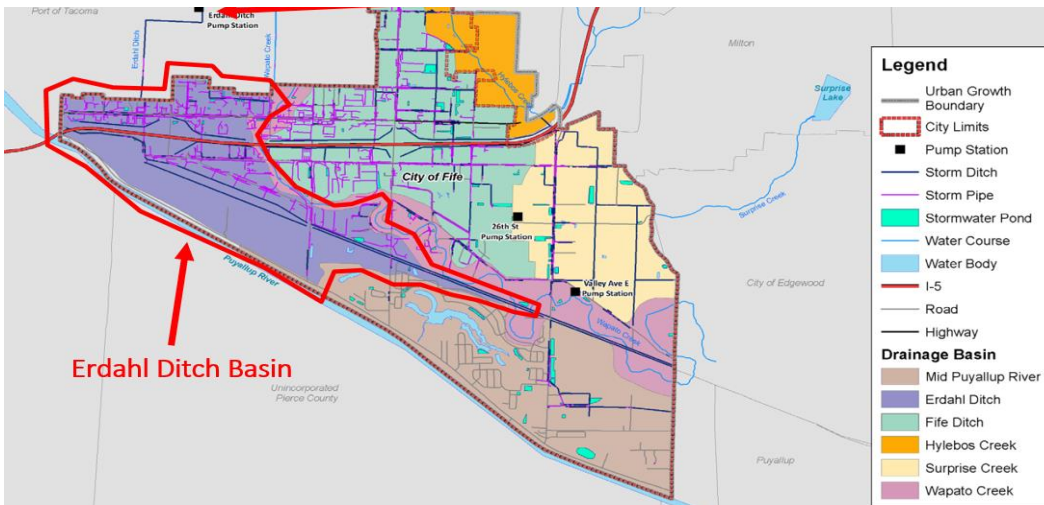 Port of Tacoma
Erdahl Ditch
Pump Station
Erdahl Ditch
Wapato Creek
Hylebos Creek
Milton
Surprise
Lake
City of Fife
26th St
Pump Station
Surprise Creek
Valley Ave E
Pump Station
City of Edgewood
Puyallup River
Wapato Creek
Erdahl Ditch Basin
Unincorporated
Pierce County
Puyallup
Legend
Urban Growth
Boundary
City Limits
Pump Station
Storm Ditch
Storm Pipe
Stormwater Pond
Water Course
Water Body
I-5
Road
Highway
Drainage Basin
Mid Puyallup River
Erdahl Ditch
Fife Ditch
Hylebos Creek
Surprise Creek
Wapato Creek